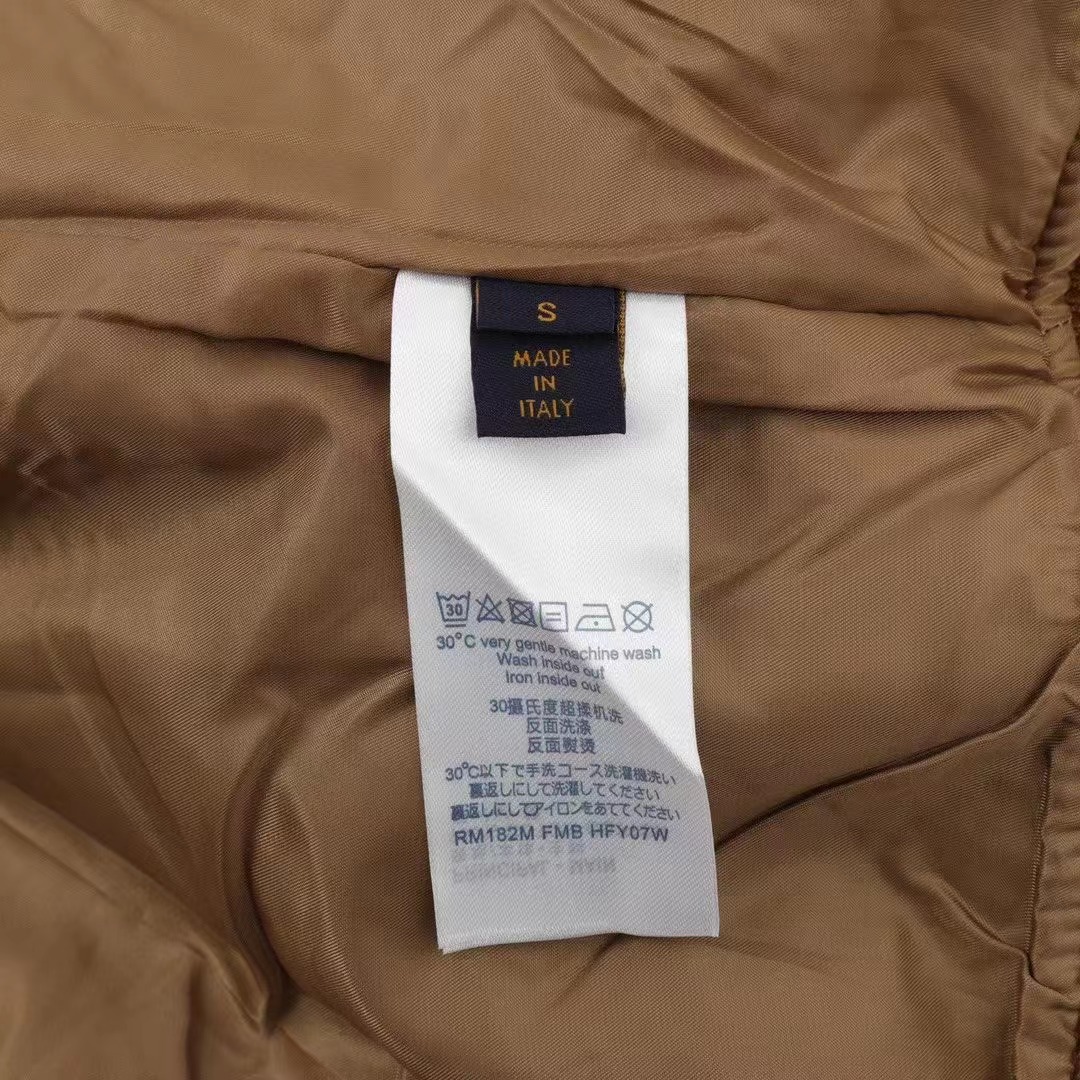 S
MADE
IN
ITALY
30
30°C very gentle machine wash
Wash inside out
Iron inside out
30摄氏度超揉机洗
反面洗涤
反面熨烫
30℃以下で手洗コース洗濯機洗い
裏返しにして洗濯してください
裏返しにしてアイロンをあててください
RM182M FMB HFY07W